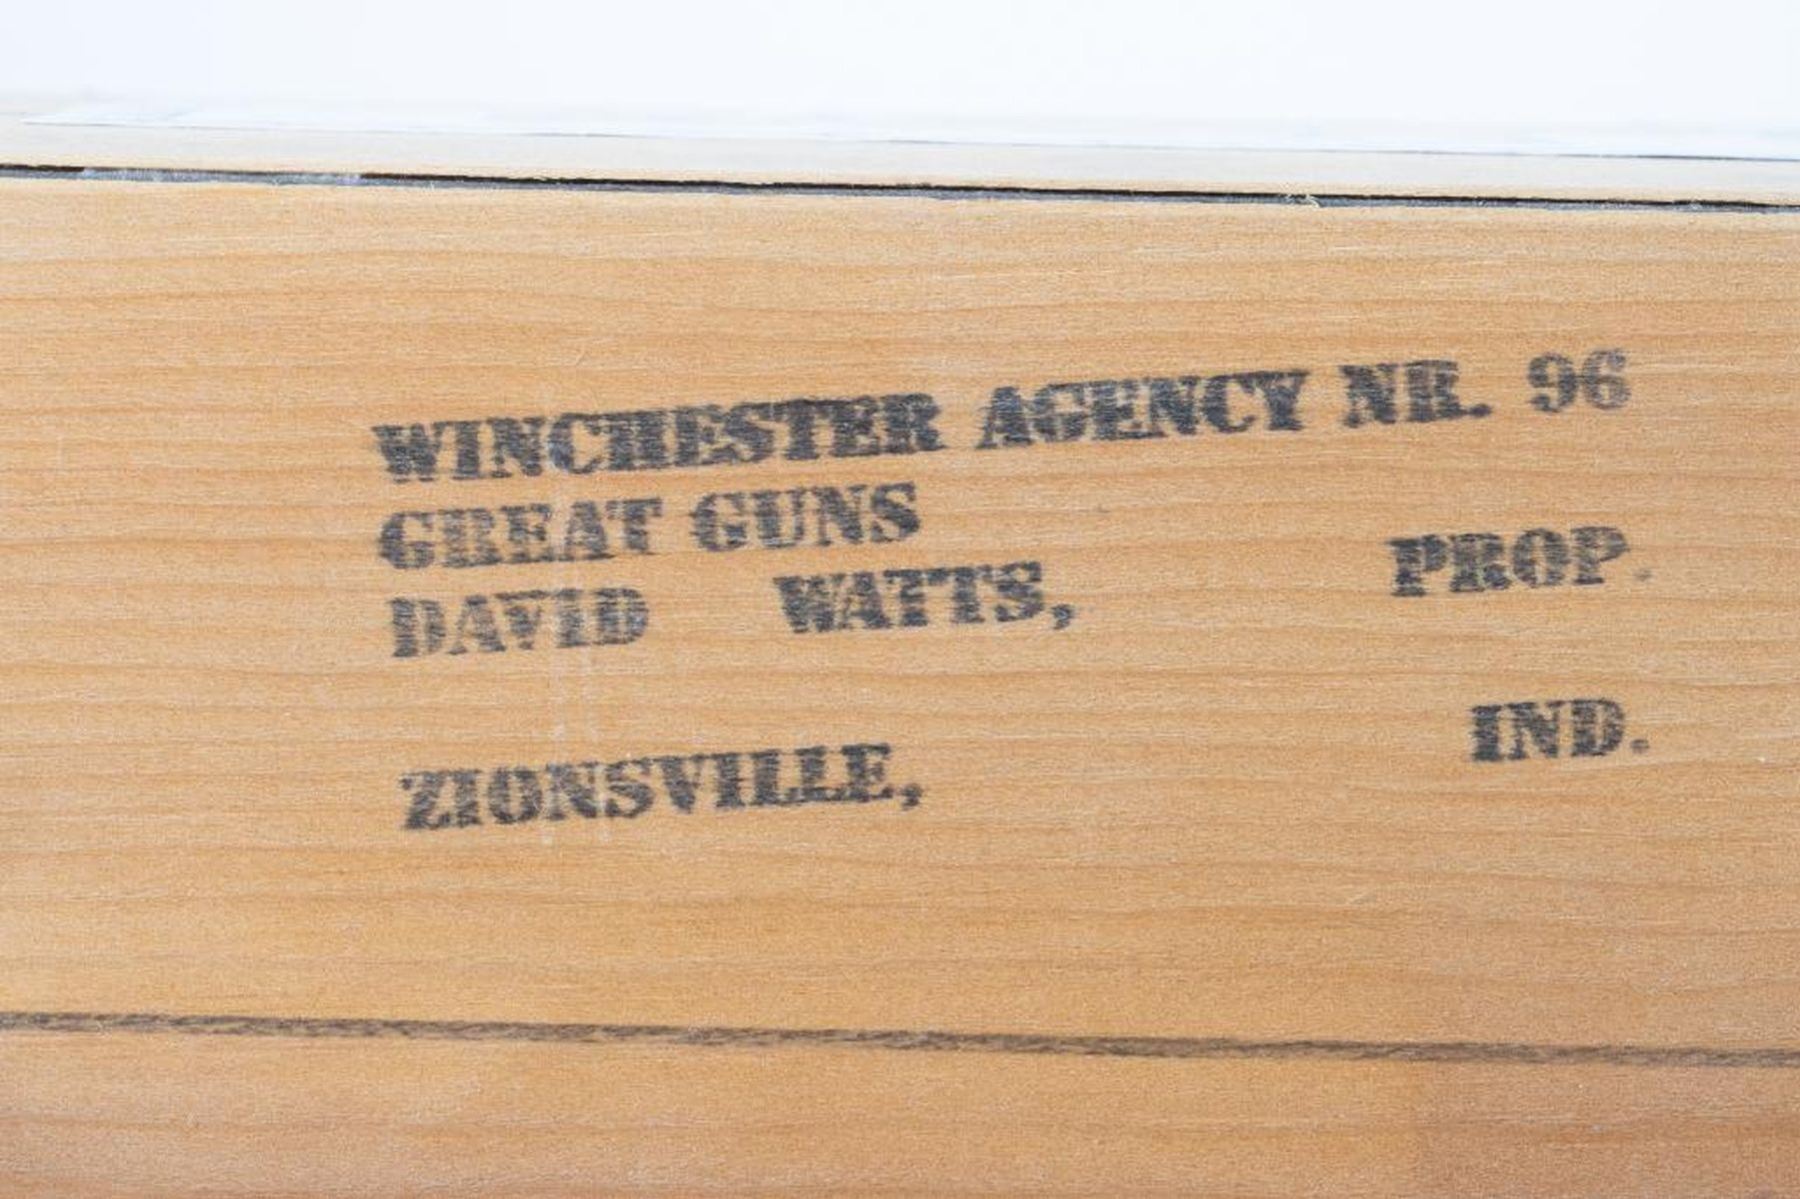 WINCHESTER AGENCY NR. 96
GREAT GUNS
DAVID WATTS, PROP.
ZIONSVILLE, IND.